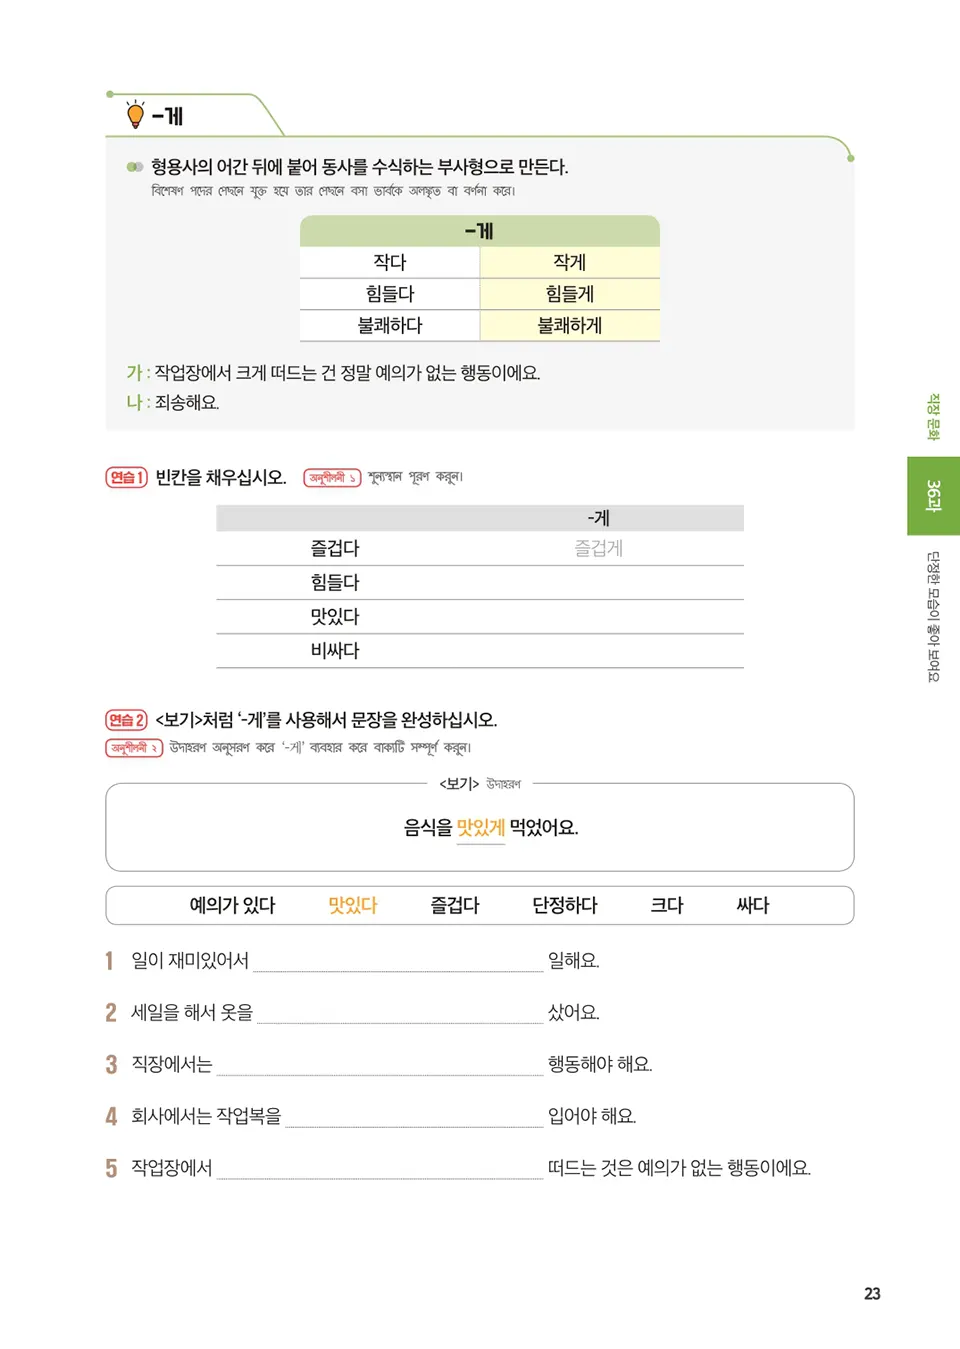 -게
형용사의 어간 뒤에 붙어 동사를 수식하는 부사형으로 만든다.
বিশেষণ পদের পেছনে যুক্ত হয়ে তার পেছনে বসা ভার্বকে অলঙ্কৃত বা বর্ণনা করে।
-게
작다 작게
힘들다 힘들게
불쾌하다 불쾌하게
가 : 작업장에서 크게 떠드는 건 정말 예의가 없는 행동이에요.
나 : 죄송해요.
연습 1 빈칸을 채우십시오. অনুশীলনী ১ শূন্যস্থান পূরণ করুন।
-게
즐겁다 즐겁게
힘들다
맛있다
비싸다
연습 2 <보기>처럼 '-게'를 사용해서 문장을 완성하십시오.
অনুশীলনী ২ উদাহরণ অনুসরণ করে '-게' ব্যবহার করে বাক্যটি সম্পূর্ণ করুন।
<보기> উদাহরণ
음식을 맛있게 먹었어요.
예의가 있다 맛있다 즐겁다 단정하다 크다 싸다
1 일이 재미있어서 일해요.
2 세일을 해서 옷을 샀어요.
3 직장에서는 행동해야 해요.
4 회사에서는 작업복을 입어야 해요.
5 작업장에서 떠드는 것은 예의가 없는 행동이에요.
직장 문화
36과
단정한 모습이 좋아 보여요
23